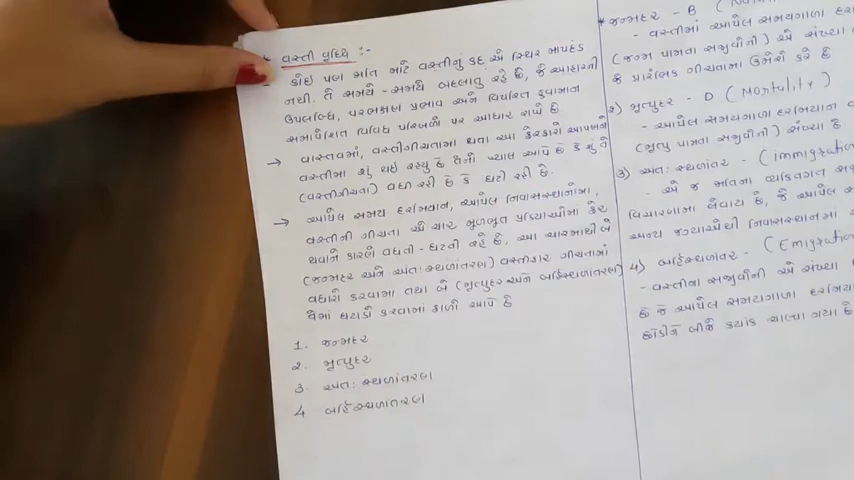 * વસ્તી વૃદ્ધિ :-
- કોઈ પણ જાતિ માટે વસ્તીનું કદ એ સ્થિર માપદંડ
નથી. તે સમયે - સમયે બદલાતુ રહે છે, જે આહારની
ઉપલબ્ધિ, પરભક્ષણ પ્રભાવ અને વિપરિત હવામાન
સમાવેશિત વિવિધ પરિબળો પર આધાર રાખે છે
→ વાસ્તવમાં, વસ્તીગીચતામાં થતા આ ફેરફારો આપણને
વસ્તીમાં શું થઈ રહ્યુ છે તેનો ખ્યાલ આપે છે કે શું તે
(વસ્તીગીચતા) વધી રહી છે કે ઘટી રહી છે.
→ આપેલ સમય દરમિયાન, આપેલ નિવાસસ્થાનોમાં,
વસ્તીની ગીચતા એ ચાર મૂળભૂત પ્રક્રિયાઓમાં ફેર
થવાને કારણે વધતી - ઘટતી રહે છે, આ ચારમાંથી બે
(જન્મદર અને અંતઃસ્થળાંતરણ) વસ્તીદર ગીચતામાં
વધારો કરવામાં તથા બે (મૃત્યુદર અને બહિર્સ્થળાંતરણ)
તેમાં ઘટાડો કરવામાં ફાળો આપે છે
1. જન્મદર
2. મૃત્યુદર
3. અંતઃસ્થળાંતરણ
4 બહિર્સ્થળાંતરણ
* જન્મદર - B
- વસ્તીમાં આપેલ સમયગાળા
(જન્મ પામતા સજીવોની) એ સંખ્યા
જે પ્રારંભિક ગીચતામાં ઉમેરો કરે છે
2) મૃત્યુદર - D (Mortality)
- આપેલ સમયગાળા દરમિયાન
(મૃત્યુ પામતા સજીવોની) સંખ્યા છે
3) અંતઃસ્થળાંતર - (Immigration
- એ જ જાતિના વ્યક્તિગત
વિચારણામાં લેવાય છે, જે આપેલ
અન્ય જગ્યાએથી નિવાસસ્થાનમાં
4) બહિર્સ્થળાંતર - (Emigration
- વસ્તીના સજીવોની એ સંખ્યા
છે જે આપેલ સમયગાળા દરમિયા
છોડીને બીજે ક્યાંક ચાલ્યા ગયા છે